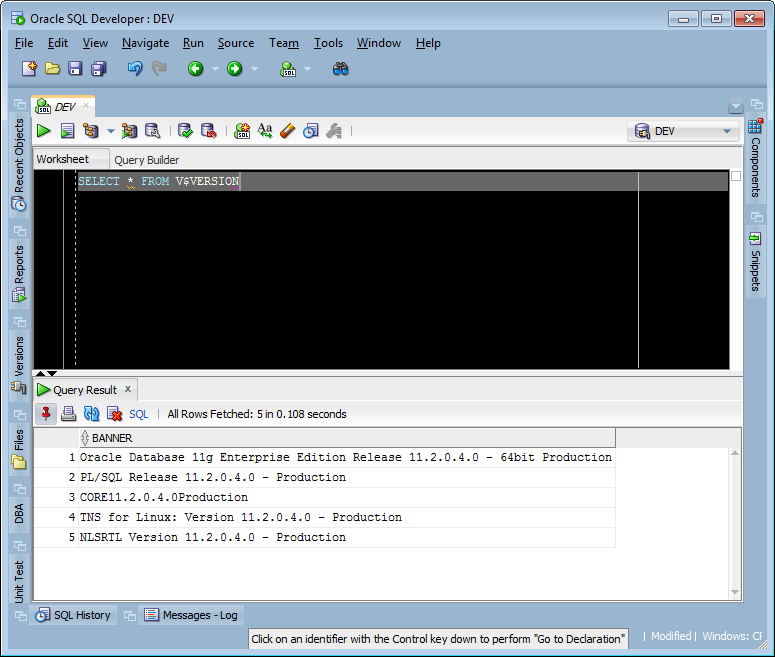 Oracle SQL Developer : DEV
File Edit View Navigate Run Source Team Tools Window Help
DEV
DEV
Worksheet Query Builder
SELECT * FROM V$VERSION
Recent Objects
Reports
Versions
Files
DBA
Unit Test
Components
Snippets
Query Result
SQL | All Rows Fetched: 5 in 0.108 seconds
BANNER
1 Oracle Database 11g Enterprise Edition Release 11.2.0.4.0 - 64bit Production
2 PL/SQL Release 11.2.0.4.0 - Production
3 CORE11.2.0.4.0Production
4 TNS for Linux: Version 11.2.0.4.0 - Production
5 NLSRTL Version 11.2.0.4.0 - Production
SQL History Messages - Log
Click on an identifier with the Control key down to perform "Go to Declaration" | Modified | Windows: